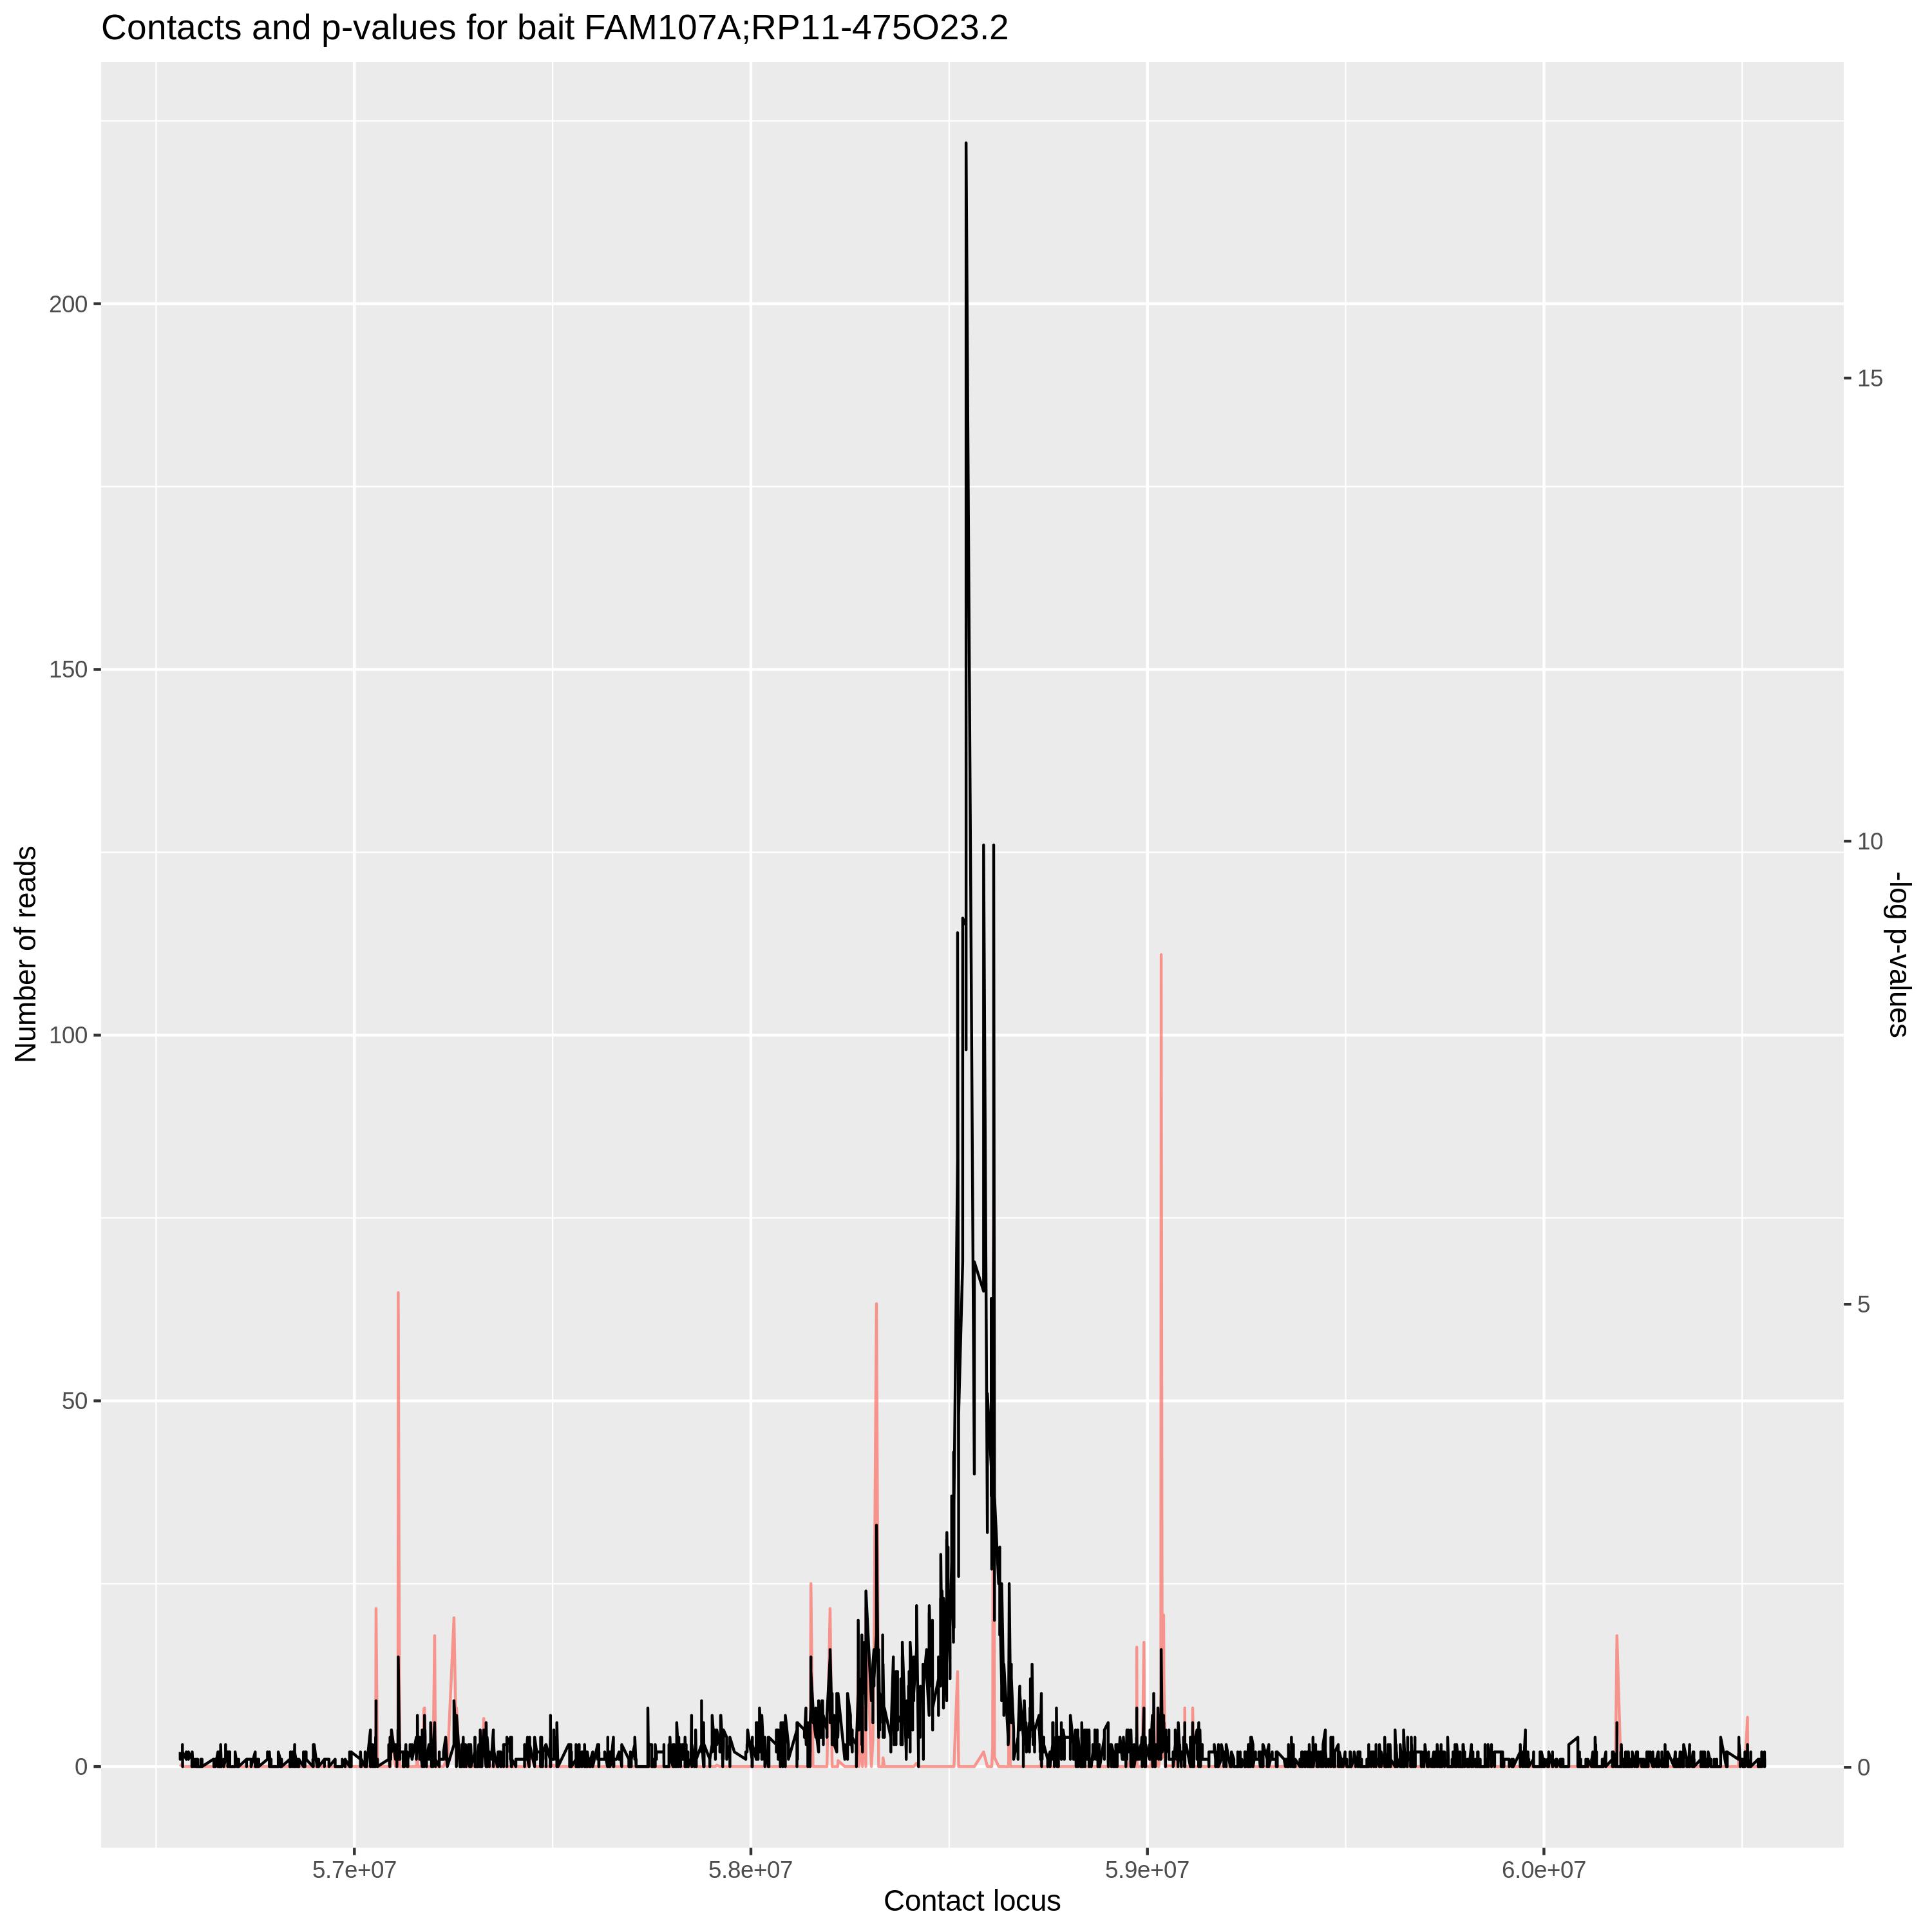 Contacts and p-values for bait FAM107A;RP11-475O23.2
Number of reads
200
150
100
50
0
15
10
5
0
-log p-values
5.7e+07
5.8e+07
5.9e+07
6.0e+07
Contact locus